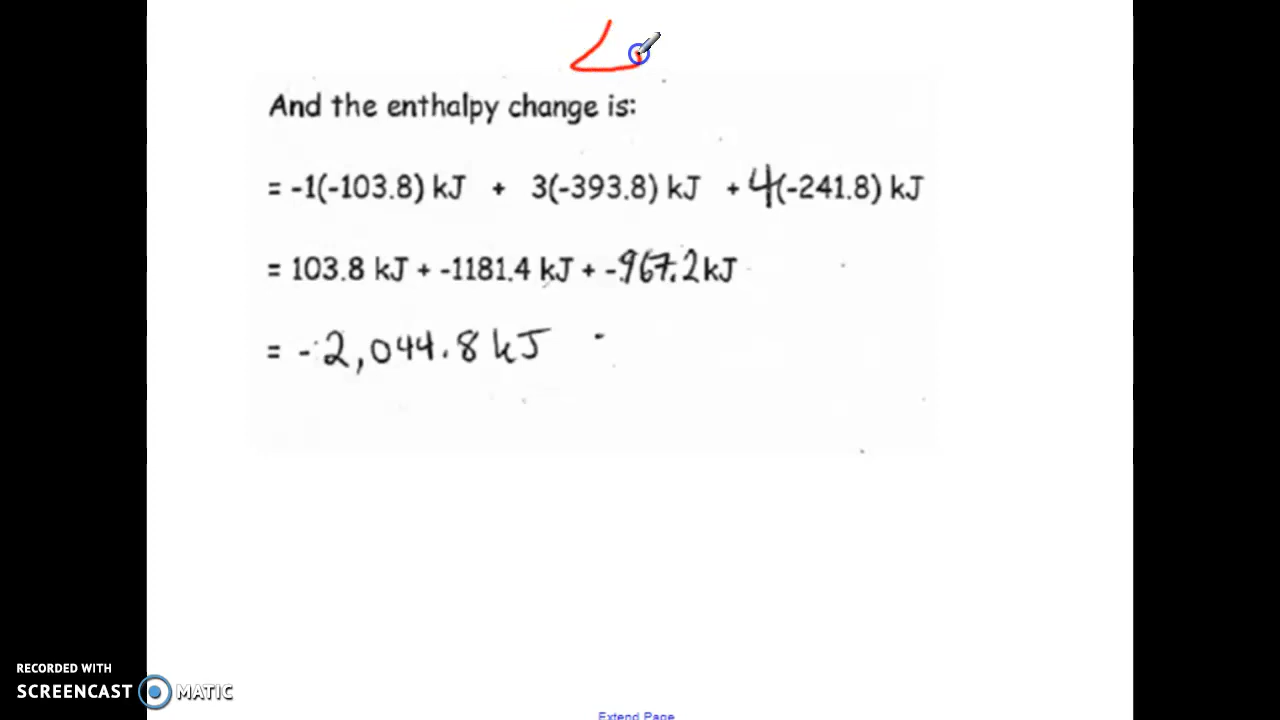 And the enthalpy change is:
= -1(-103.8) kJ + 3(-393.8) kJ + 4(-241.8) kJ
= 103.8 kJ + -1181.4 kJ + -967.2 kJ
= -2,044.8 kJ
RECORDED WITH
SCREENCAST MATIC
Extend Page